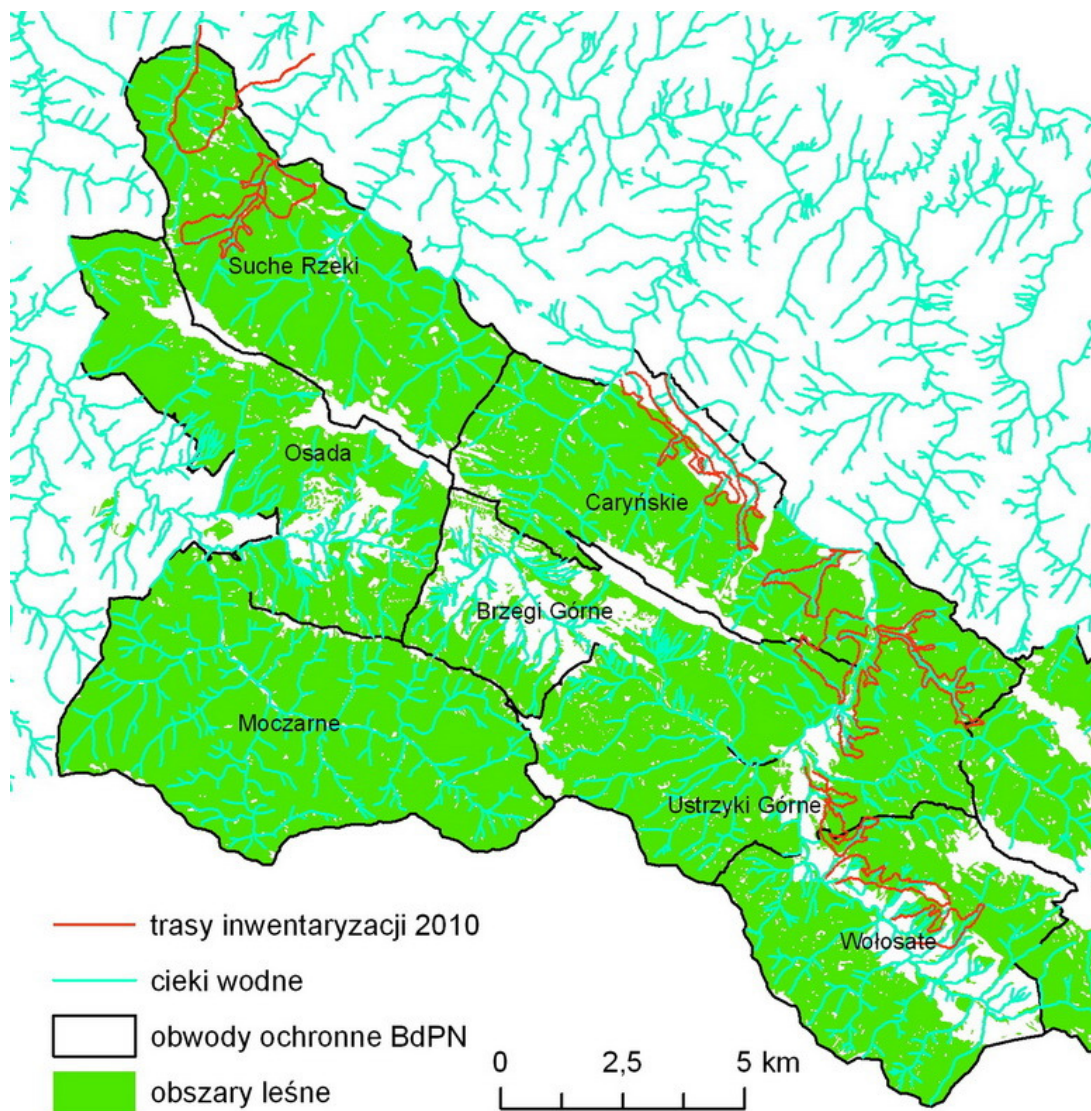 Suche Rzeki
Osada
Caryńskie
Brzegi Górne
Moczarne
Ustrzyki Górne
Wołosate
trasy inwentaryzacji 2010
cieki wodne
obwody ochronne BdPN
obszary leśne
0 2,5 5 km